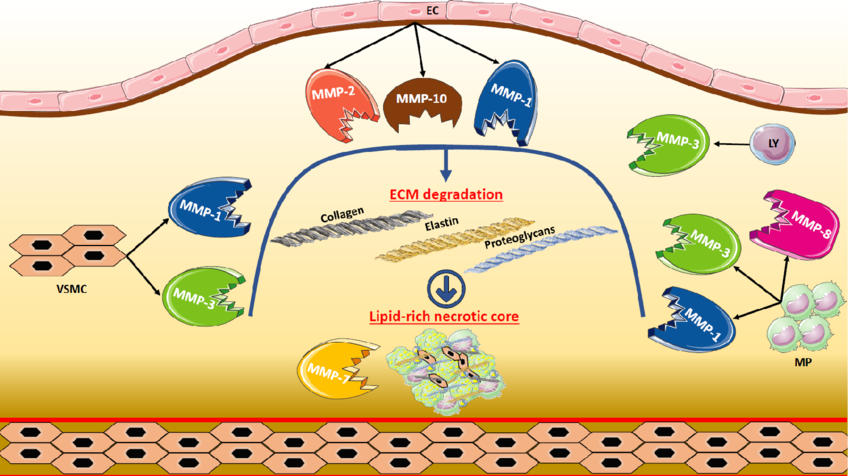 EC
MMP-2
MMP-10
MMP-1
MMP-3
LY
ECM degradation
Collagen
Elastin
Proteoglycans
MMP-1
MMP-3
VSMC
MMP-8
MMP-3
MMP-1
MP
Lipid-rich necrotic core
MMP-7